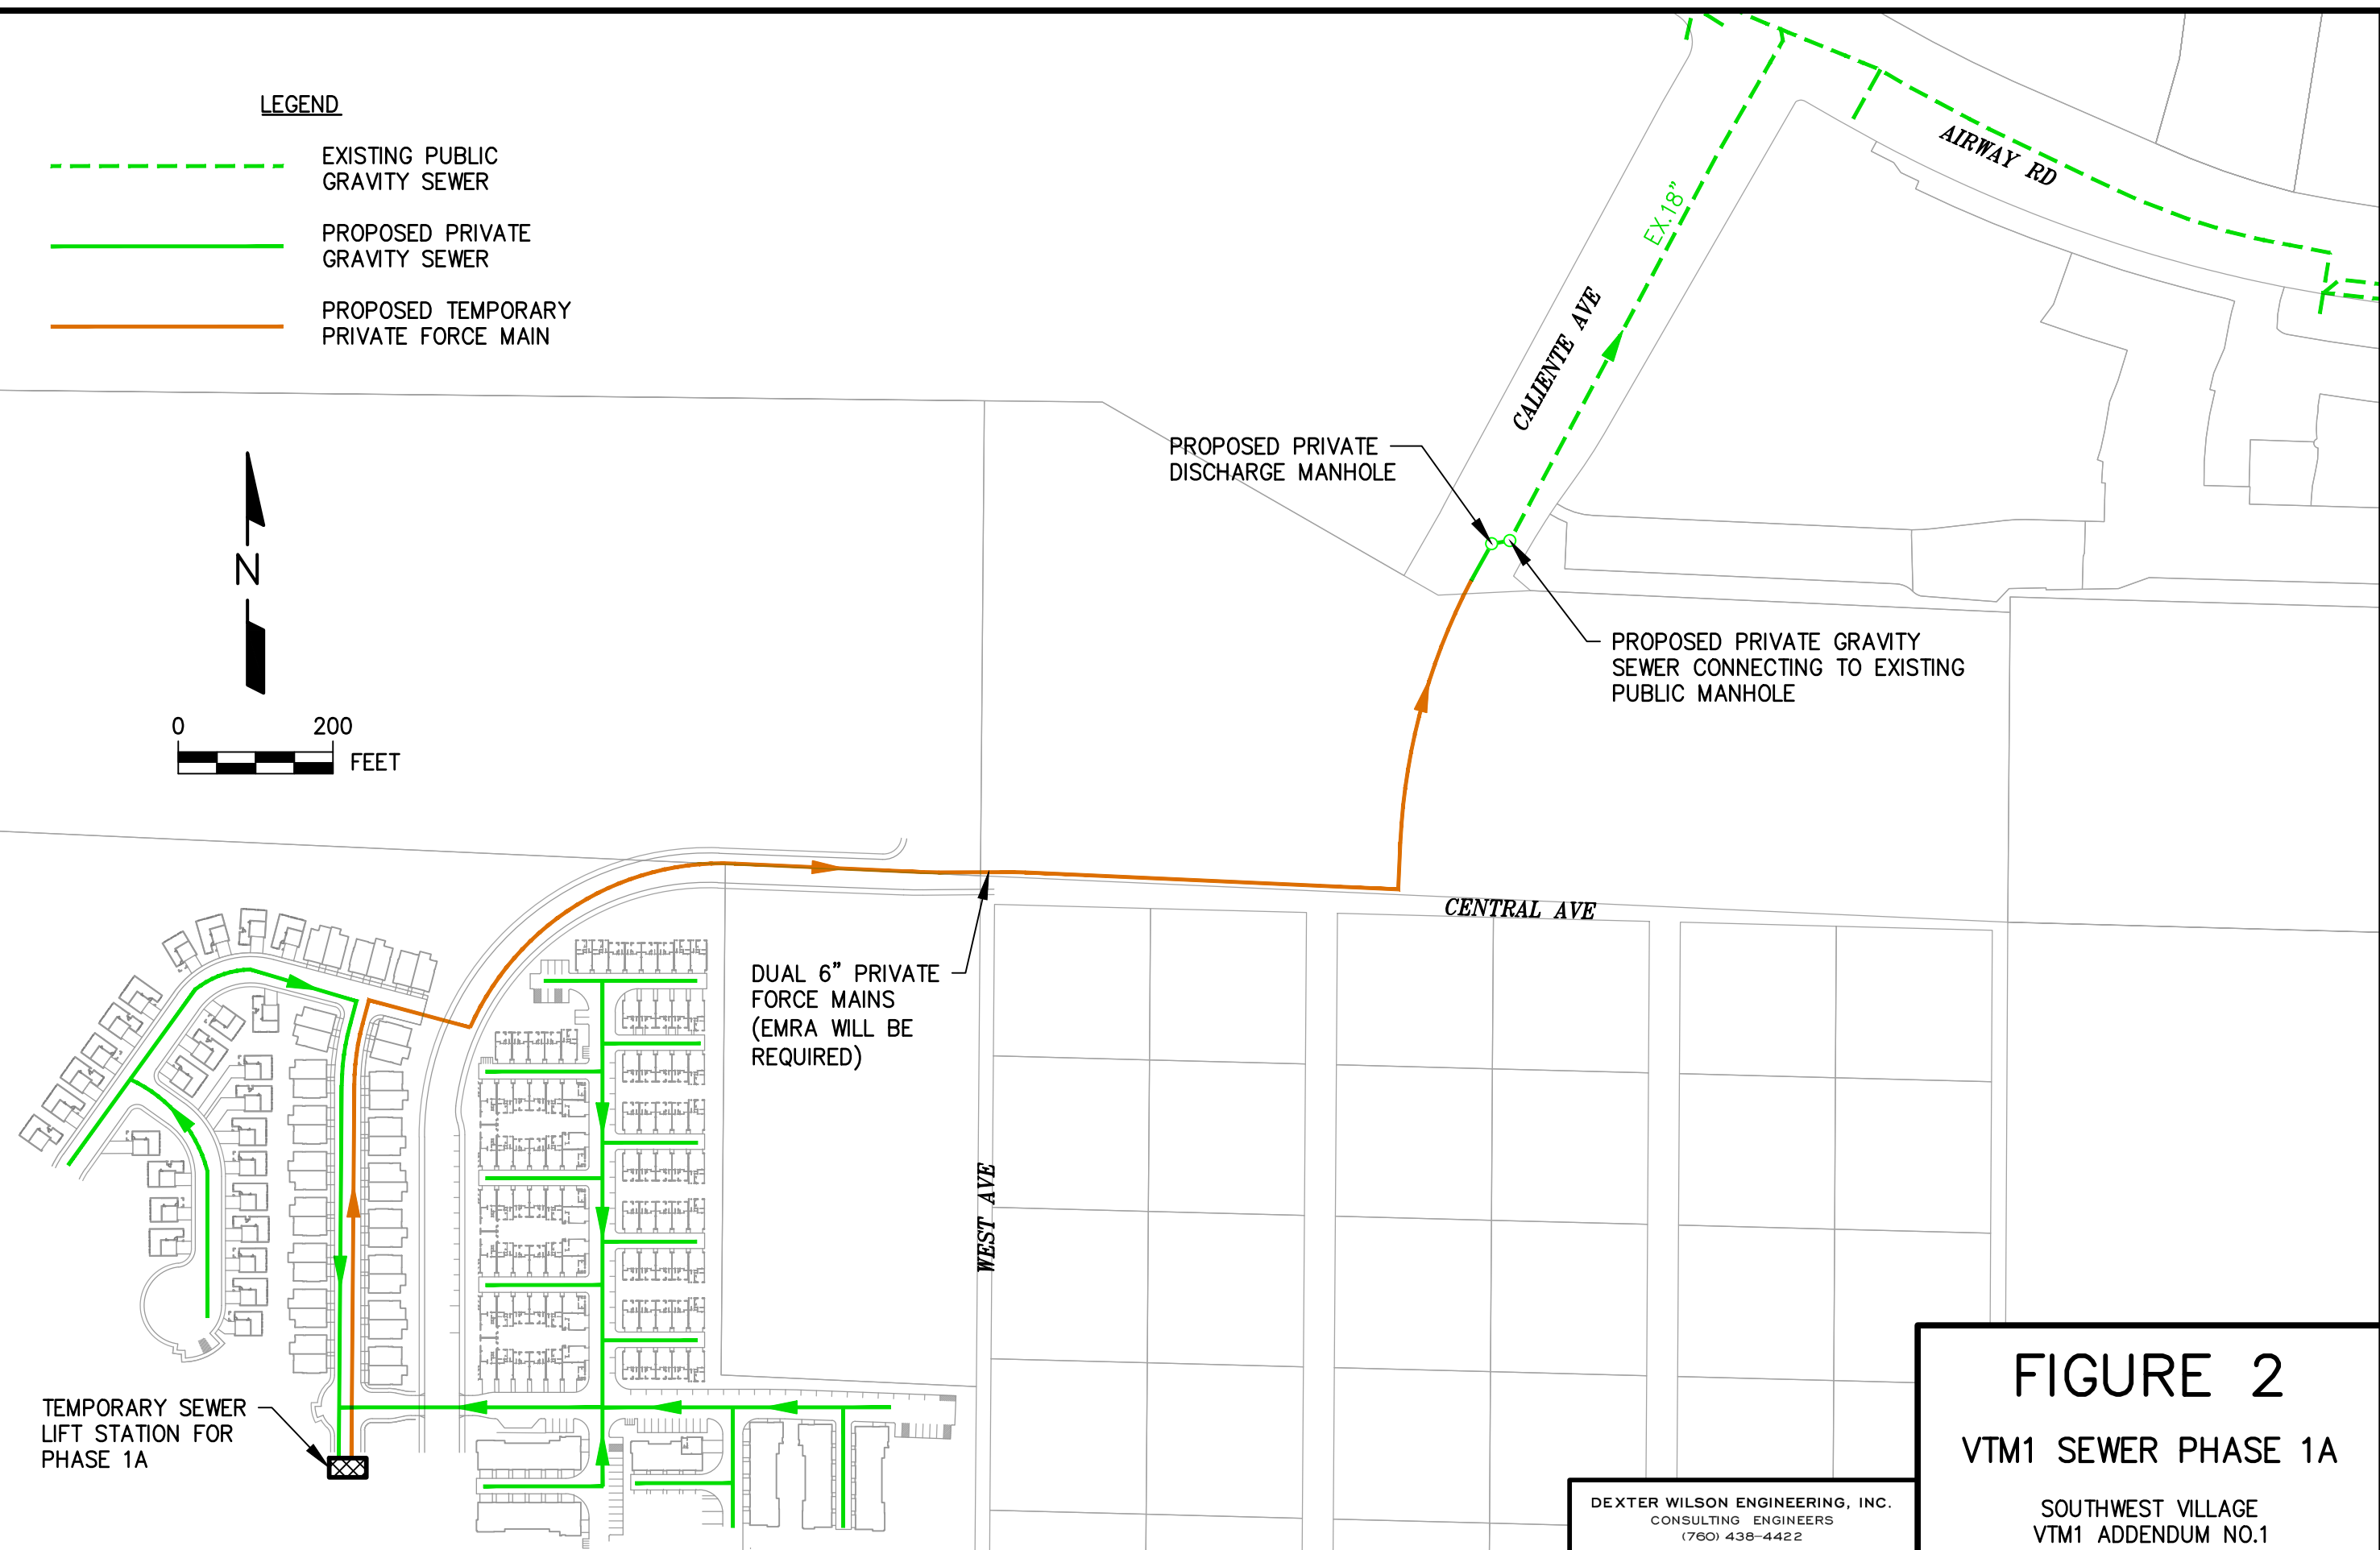 LEGEND
EXISTING PUBLIC
GRAVITY SEWER
PROPOSED PRIVATE
GRAVITY SEWER
PROPOSED TEMPORARY
PRIVATE FORCE MAIN
AIRWAY RD
EX.18"
CALIENTE AVE
PROPOSED PRIVATE
DISCHARGE MANHOLE
N
PROPOSED PRIVATE GRAVITY
SEWER CONNECTING TO EXISTING
PUBLIC MANHOLE
0 200
FEET
CENTRAL AVE
DUAL 6" PRIVATE
FORCE MAINS
(EMRA WILL BE
REQUIRED)
WEST AVE
TEMPORARY SEWER
LIFT STATION FOR
PHASE 1A
FIGURE 2
VTM1 SEWER PHASE 1A
SOUTHWEST VILLAGE
VTM1 ADDENDUM NO.1
DEXTER WILSON ENGINEERING, INC.
CONSULTING ENGINEERS
(760) 438-4422